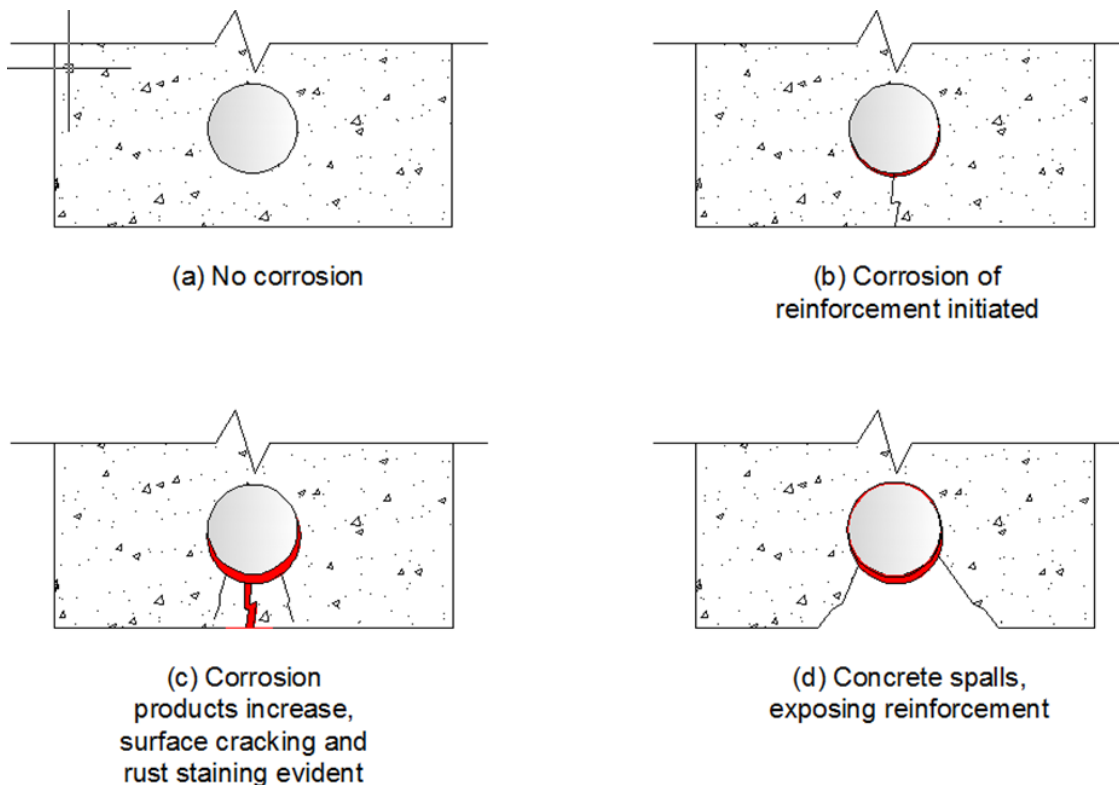 (a) No corrosion
(b) Corrosion of
reinforcement initiated
(c) Corrosion
products increase,
surface cracking and
rust staining evident
(d) Concrete spalls,
exposing reinforcement